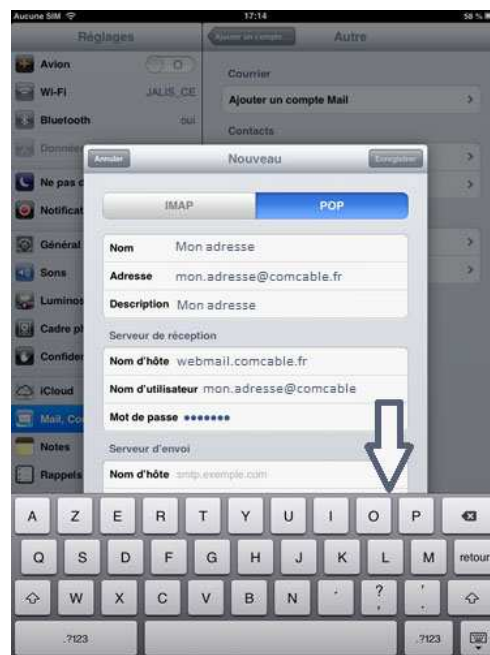 Aucune SIM 17:14 58 %
Réglages
Ajouter un compte... Autre
Avion O
Wi-Fi JALIS_CE
Bluetooth oui
Ne pas d
Notificat
Général
Sons
Luminos
Cadre ph
Confiden
iCloud
Mail, Co
Notes
Rappels
Courrier
Ajouter un compte Mail
Contacts
Annuler Nouveau Enregistrer
IMAP POP
Nom Mon adresse
Adresse mon.adresse@comcable.fr
Description Mon adresse
Serveur de réception
Nom d'hôte webmail.comcable.fr
Nom d'utilisateur mon.adresse@comcable
Mot de passe •••••••
Serveur d'envoi
Nom d'hôte smtp.exemple.com
A Z E R T Y U I O P
Q S D F G H J K L M retour
W X C V B N ' ? , ' .
.?123 .?123